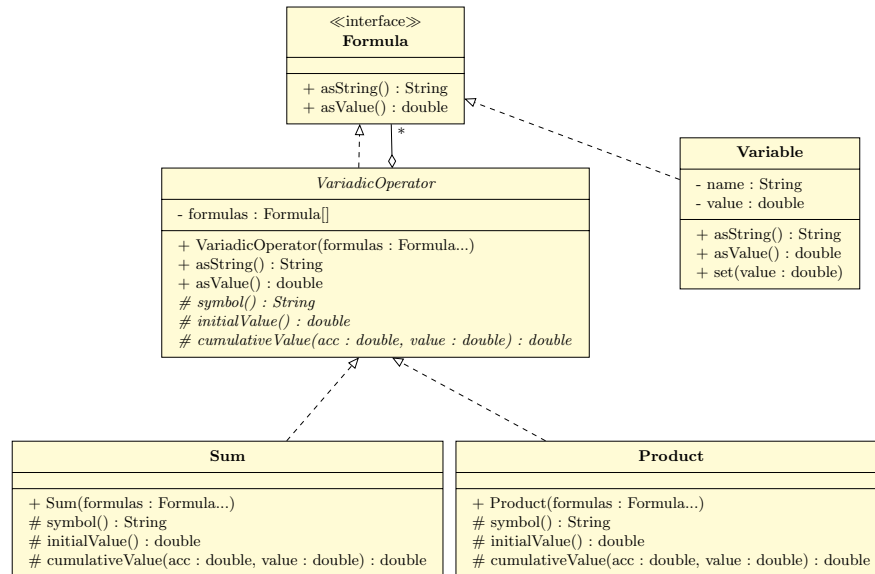 ≪interface≫
Formula
+ asString() : String
+ asValue() : double
*
Variable
- name : String
- value : double
+ asString() : String
+ asValue() : double
+ set(value : double)
VariadicOperator
- formulas : Formula[]
+ VariadicOperator(formulas : Formula...)
+ asString() : String
+ asValue() : double
# symbol() : String
# initialValue() : double
# cumulativeValue(acc : double, value : double) : double
Sum
+ Sum(formulas : Formula...)
# symbol() : String
# initialValue() : double
# cumulativeValue(acc : double, value : double) : double
Product
+ Product(formulas : Formula...)
# symbol() : String
# initialValue() : double
# cumulativeValue(acc : double, value : double) : double